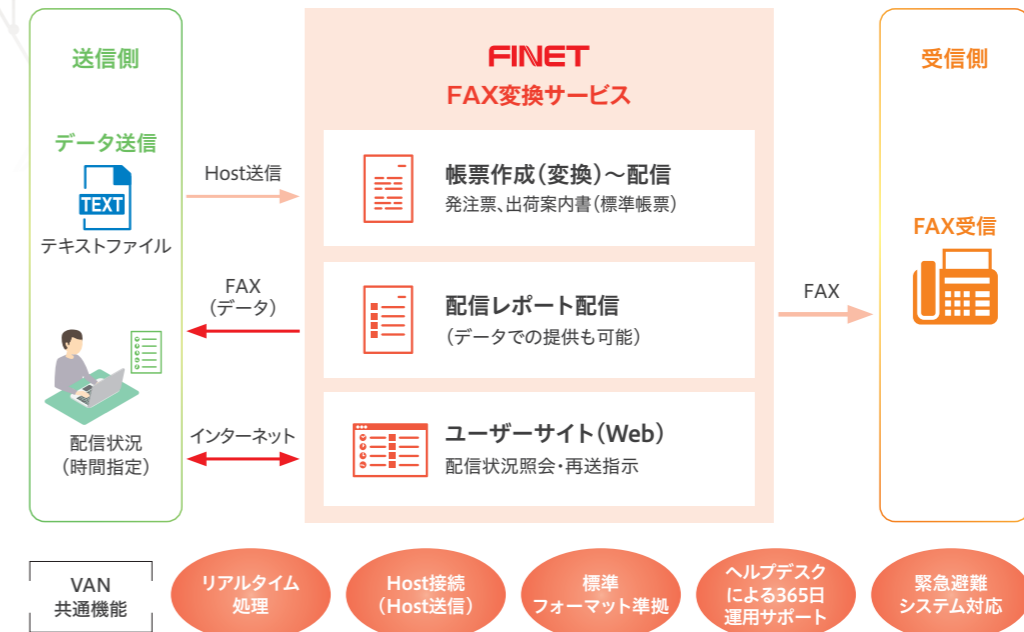 送信側
データ送信
TEXT
テキストファイル
配信状況
（時間指定）
Host送信
FAX
（データ）
インターネット
FINET
FAX変換サービス
帳票作成（変換）〜配信
発注票、出荷案内書（標準帳票）
配信レポート配信
（データでの提供も可能）
ユーザーサイト（Web）
配信状況照会・再送指示
FAX
受信側
FAX受信
VAN
共通機能
リアルタイム
処理
Host接続
（Host送信）
標準
フォーマット準拠
ヘルプデスク
による365日
運用サポート
緊急避難
システム対応